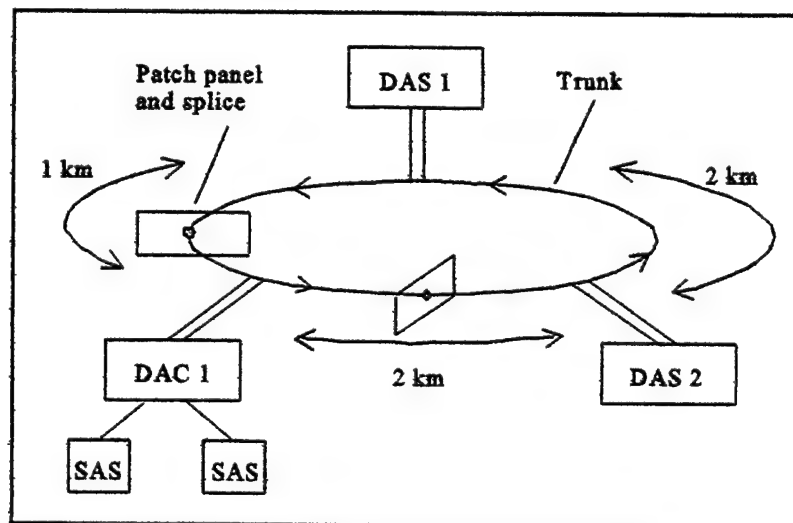 Patch panel
and splice
DAS 1
Trunk
1 km
2 km
DAC 1
2 km
DAS 2
SAS
SAS